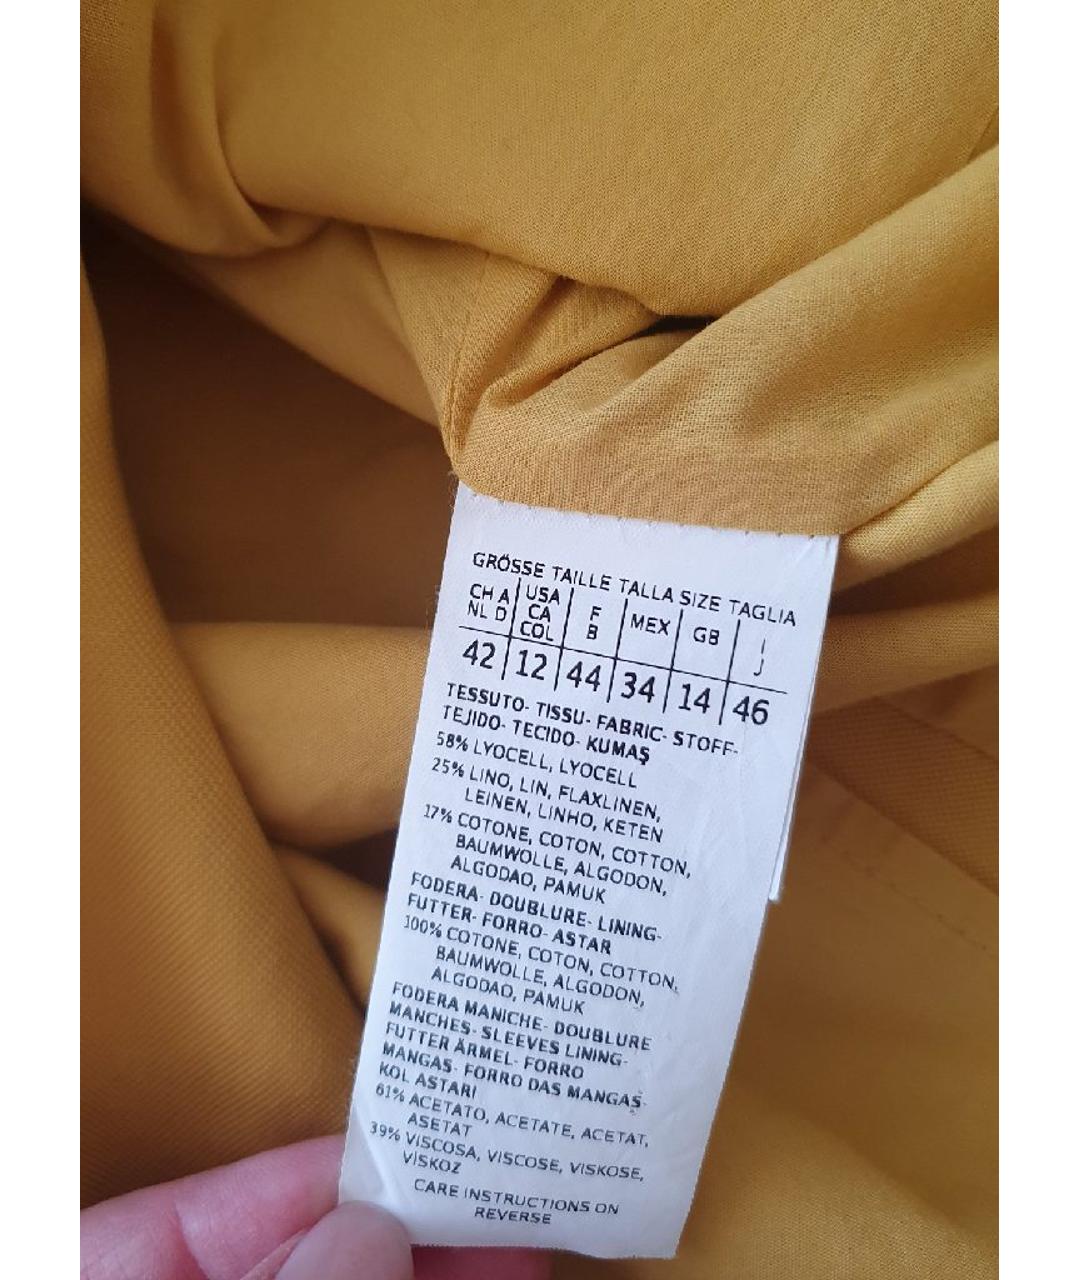 GRÖSSE TAILLE TALLA SIZE TAGLIA
CH A NL D | USA CA COL | F B | MEX | GB | I J
42 | 12 | 44 | 34 | 14 | 46
TESSUTO- TISSU- FABRIC- STOFF-
TEJIDO- TECIDO- KUMAŞ
58% LYOCELL, LYOCELL
25% LINO, LIN, FLAXLINEN,
LEINEN, LINHO, KETEN
17% COTONE, COTON, COTTON,
BAUMWOLLE, ALGODON,
ALGODAO, PAMUK
FODERA- DOUBLURE- LINING-
FUTTER- FORRO- ASTAR
100% COTONE, COTON, COTTON,
BAUMWOLLE, ALGODON,
ALGODAO, PAMUK
FODERA MANICHE- DOUBLURE
MANCHES- SLEEVES LINING-
FUTTER ÄRMEL- FORRO
MANGAS- FORRO DAS MANGAS-
KOL ASTARI
61% ACETATO, ACETATE, ACETAT,
ASETAT
39% VISCOSA, VISCOSE, VISKOSE,
VISKOZ
CARE INSTRUCTIONS ON
REVERSE